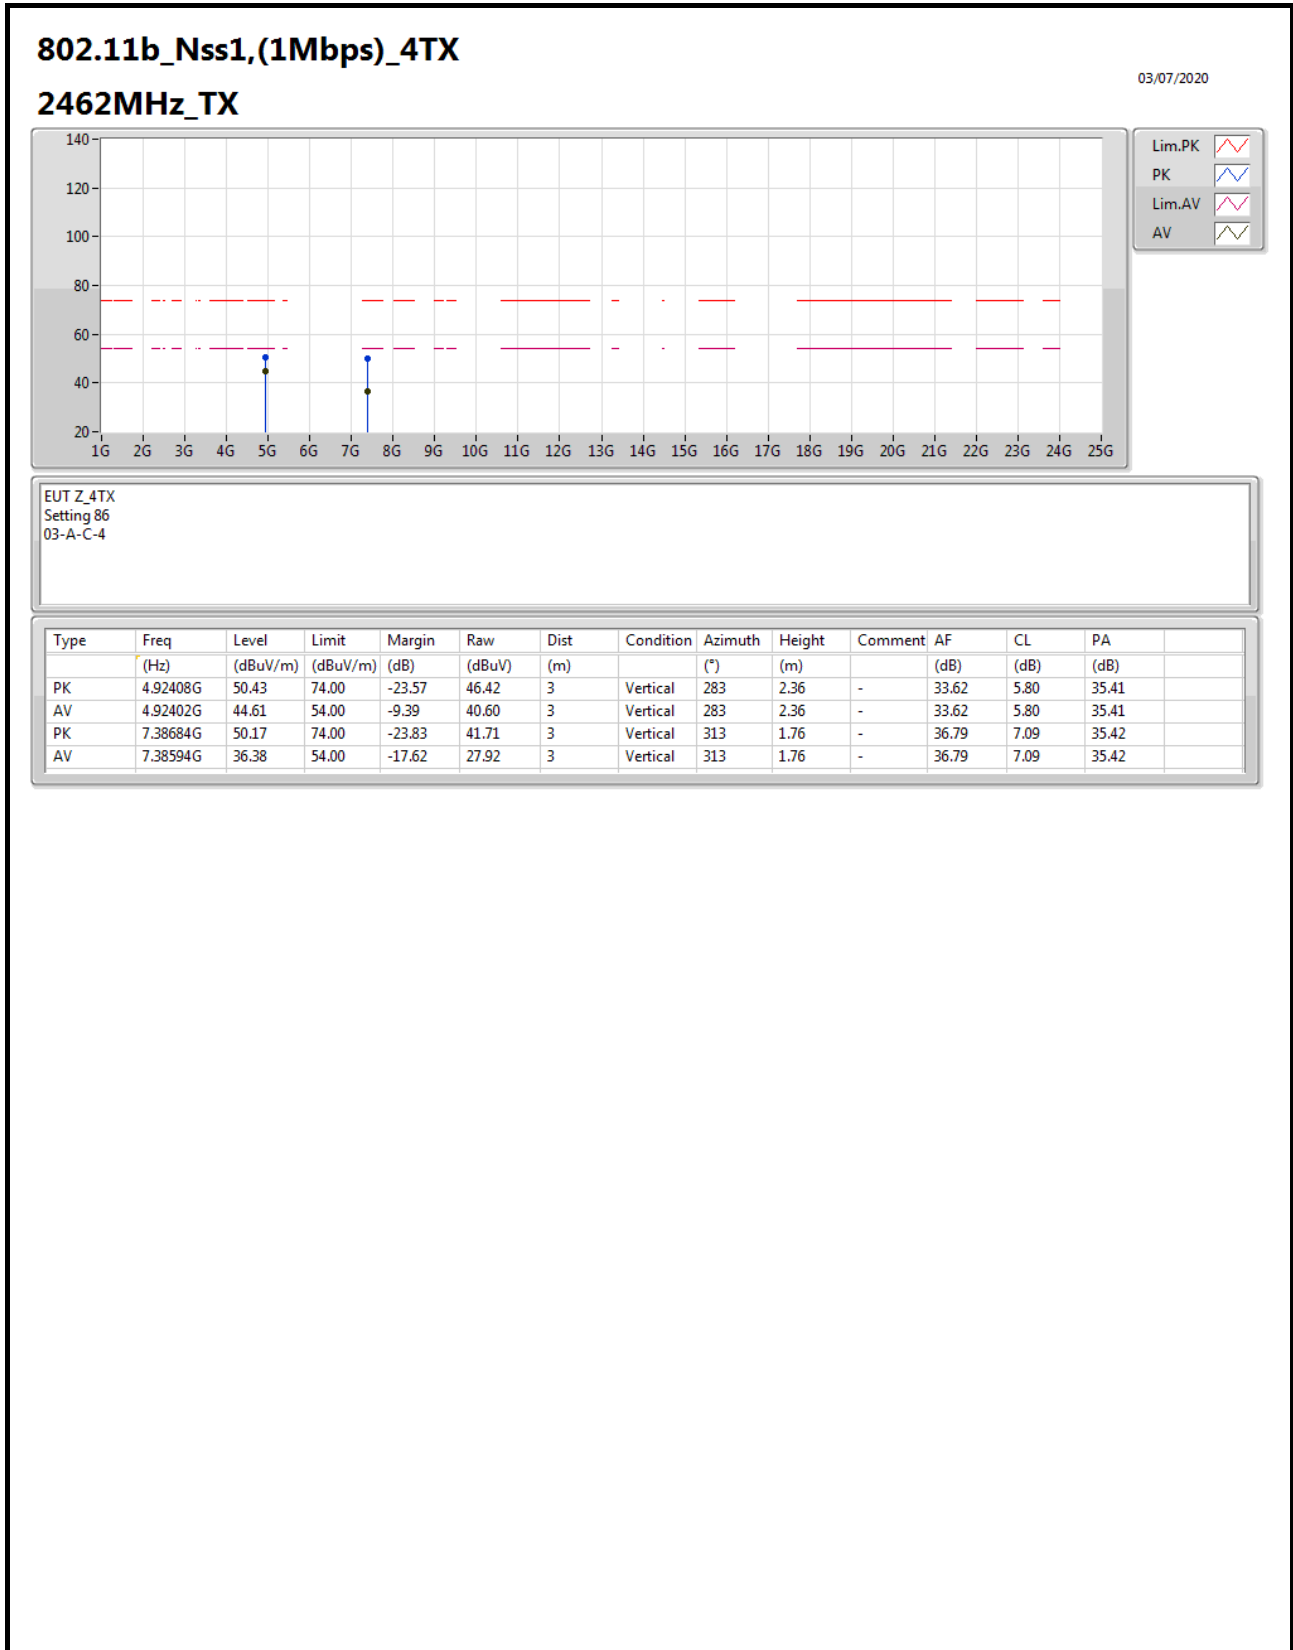 802.11b_Nss1,(1Mbps)_4TX
03/07/2020
2462MHz_TX
140
120
100
80
60
40
20
1G 2G 3G 4G 5G 6G 7G 8G 9G 10G 11G 12G 13G 14G 15G 16G 17G 18G 19G 20G 21G 22G 23G 24G 25G
Lim.PK
PK
Lim.AV
AV
EUT Z_4TX
Setting 86
03-A-C-4
Type Freq Level Limit Margin Raw Dist Condition Azimuth Height Comment AF CL PA
(Hz) (dBuV/m) (dBuV/m) (dB) (dBuV) (m) (°) (m) (dB) (dB) (dB)
PK 4.92408G 50.43 74.00 -23.57 46.42 3 Vertical 283 2.36 - 33.62 5.80 35.41
AV 4.92402G 44.61 54.00 -9.39 40.60 3 Vertical 283 2.36 - 33.62 5.80 35.41
PK 7.38684G 50.17 74.00 -23.83 41.71 3 Vertical 313 1.76 - 36.79 7.09 35.42
AV 7.38594G 36.38 54.00 -17.62 27.92 3 Vertical 313 1.76 - 36.79 7.09 35.42